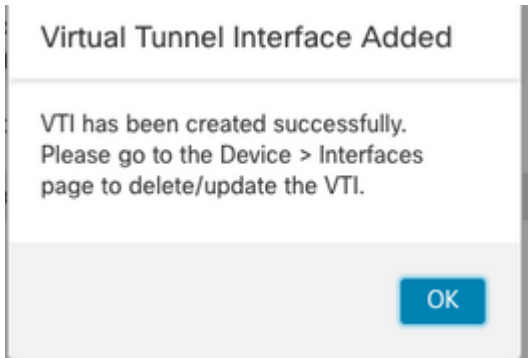 Virtual Tunnel Interface Added
VTI has been created successfully.
Please go to the Device > Interfaces
page to delete/update the VTI.
OK